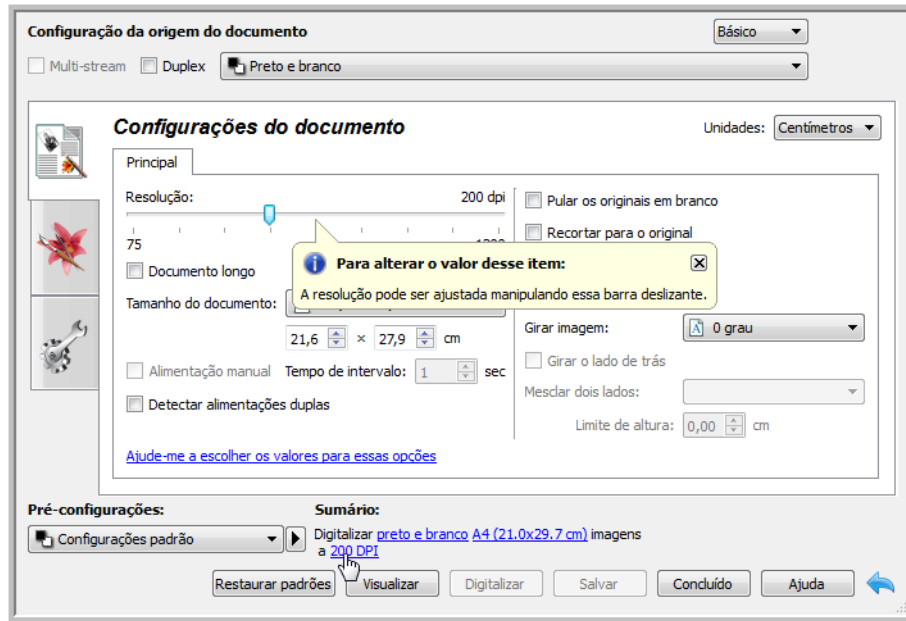 Configuração da origem do documento
Básico
Multi-stream
Duplex
Preto e branco
Configurações do documento
Unidades:
Centímetros
Principal
Resolução:
200 dpi
75
Pular os originais em branco
Recortar para o original
Para alterar o valor desse item:
A resolução pode ser ajustada manipulando essa barra deslizante.
Documento longo
Tamanho do documento:
21,6 × 27,9 cm
Alimentação manual
Tempo de intervalo: 1 sec
Detectar alimentações duplas
Girar imagem:
0 grau
Girar o lado de trás
Mesclar dois lados:
Limite de altura: 0,00 cm
Ajude-me a escolher os valores para essas opções
Pré-configurações:
Configurações padrão
Sumário:
Digitalizar preto e branco A4 (21.0x29.7 cm) imagens
a 200 DPI
Restaurar padrões
Visualizar
Digitalizar
Salvar
Concluído
Ajuda